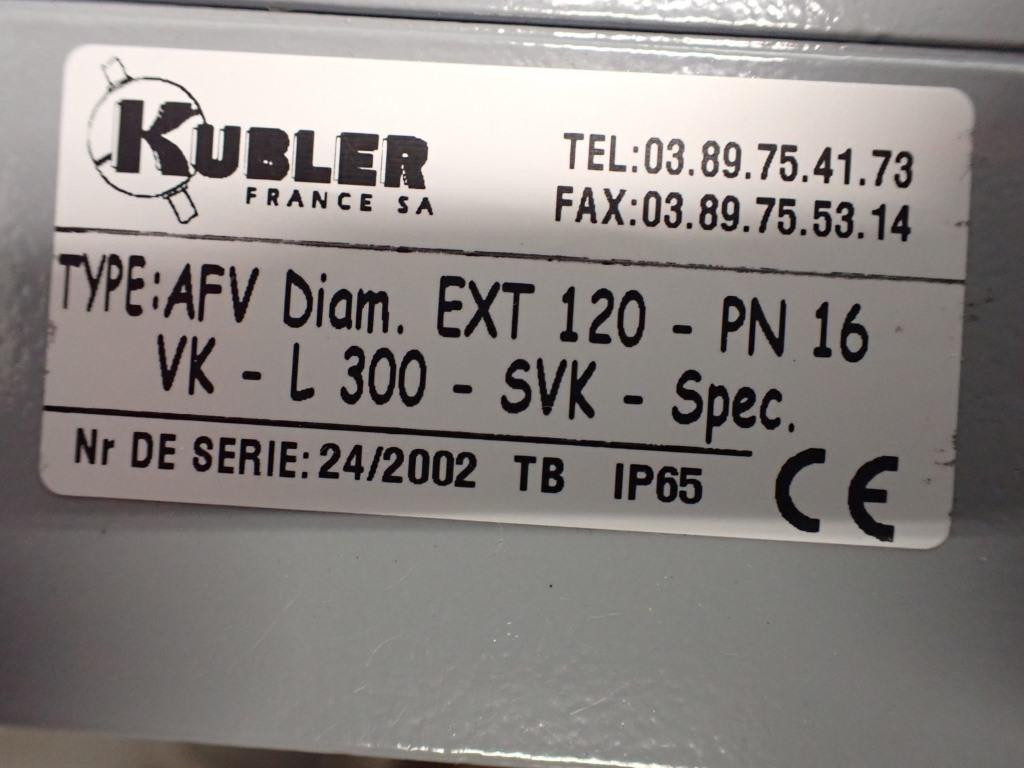 KUBLER
FRANCE SA
TEL:03.89.75.41.73
FAX:03.89.75.53.14
TYPE:AFV Diam. EXT 120 - PN 16
VK - L 300 - SVK - Spec.
Nr DE SERIE: 24/2002 TB IP65
CE